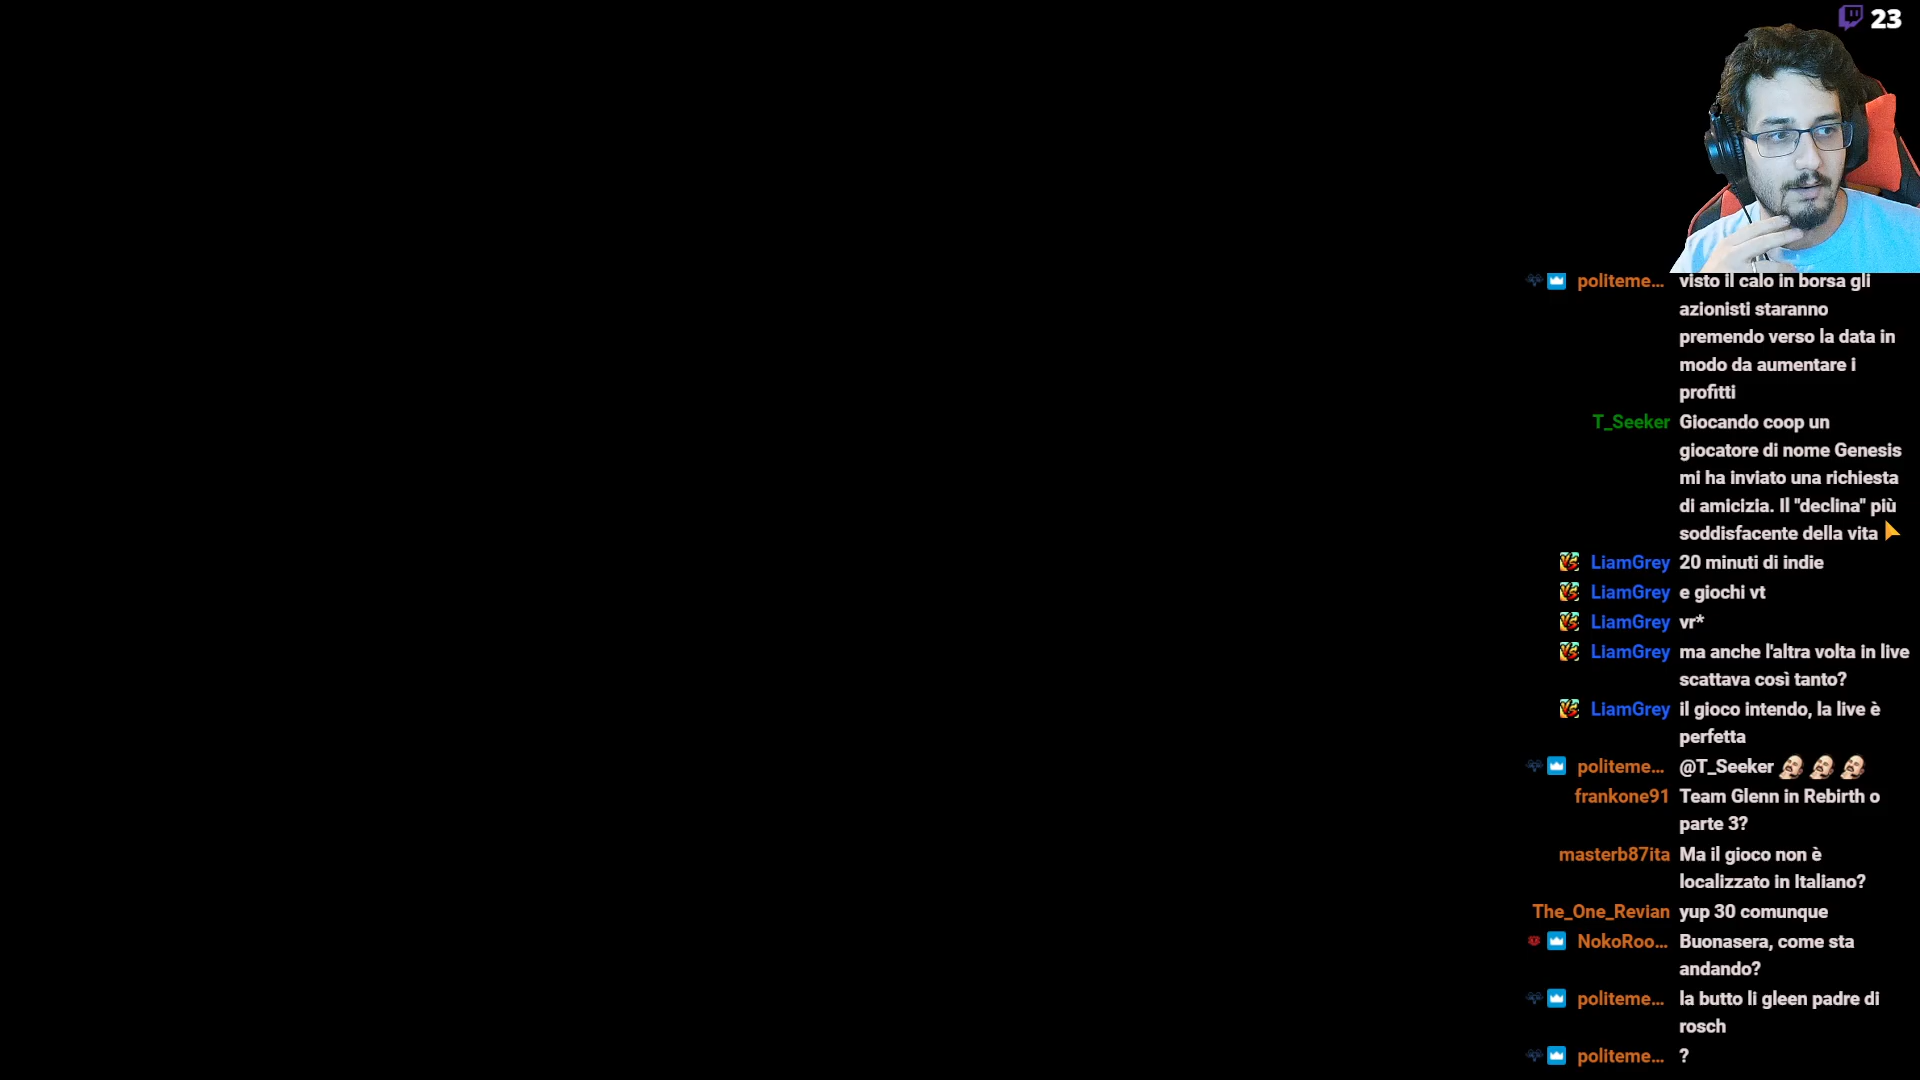 23
politeme... visto il calo in borsa gli
azionisti staranno
premendo verso la data in
modo da aumentare i
profitti
T_Seeker Giocando coop un
giocatore di nome Genesis
mi ha inviato una richiesta
di amicizia. Il "declina" più
soddisfacente della vita
LiamGrey 20 minuti di indie
LiamGrey e giochi vt
LiamGrey vr*
LiamGrey ma anche l'altra volta in live
scattava così tanto?
LiamGrey il gioco intendo, la live è
perfetta
politeme... @T_Seeker
frankone91 Team Glenn in Rebirth o
parte 3?
masterb87ita Ma il gioco non è
localizzato in Italiano?
The_One_Revian yup 30 comunque
NokoRoo... Buonasera, come sta
andando?
politeme... la butto li gleen padre di
rosch
politeme... ?